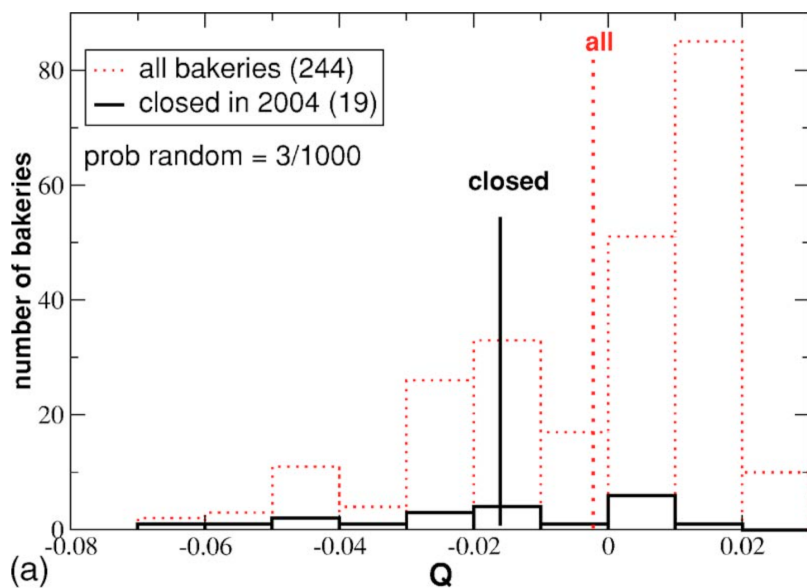 all
all bakeries (244)
closed in 2004 (19)
prob random = 3/1000
closed
number of bakeries
80
60
40
20
0
-0.08
-0.06
-0.04
-0.02
0
0.02
(a)
Q